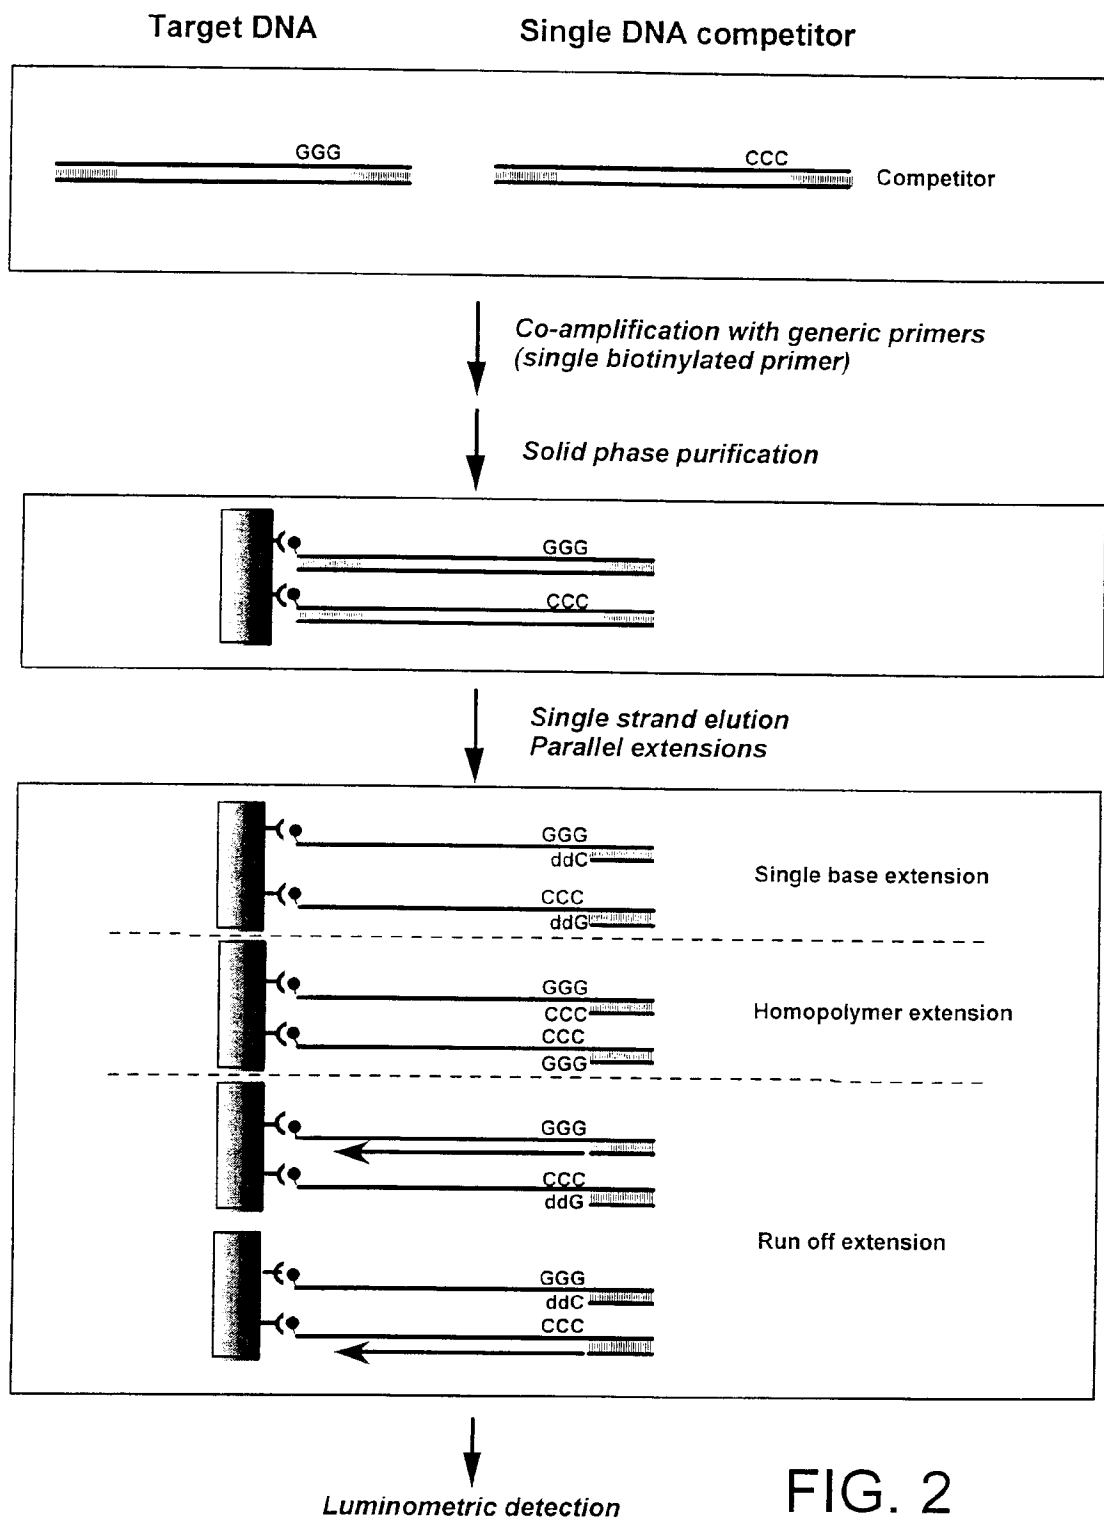 Target DNA
Single DNA competitor
GGG
CCC
Competitor
Co-amplification with generic primers
(single biotinylated primer)
Solid phase purification
GGG
CCC
Single strand elution
Parallel extensions
GGG
ddC
Single base extension
CCC
ddG
GGG
CCC
Homopolymer extension
CCC
GGG
GGG
CCC
ddG
Run off extension
GGG
ddC
CCC
Luminometric detection
FIG. 2